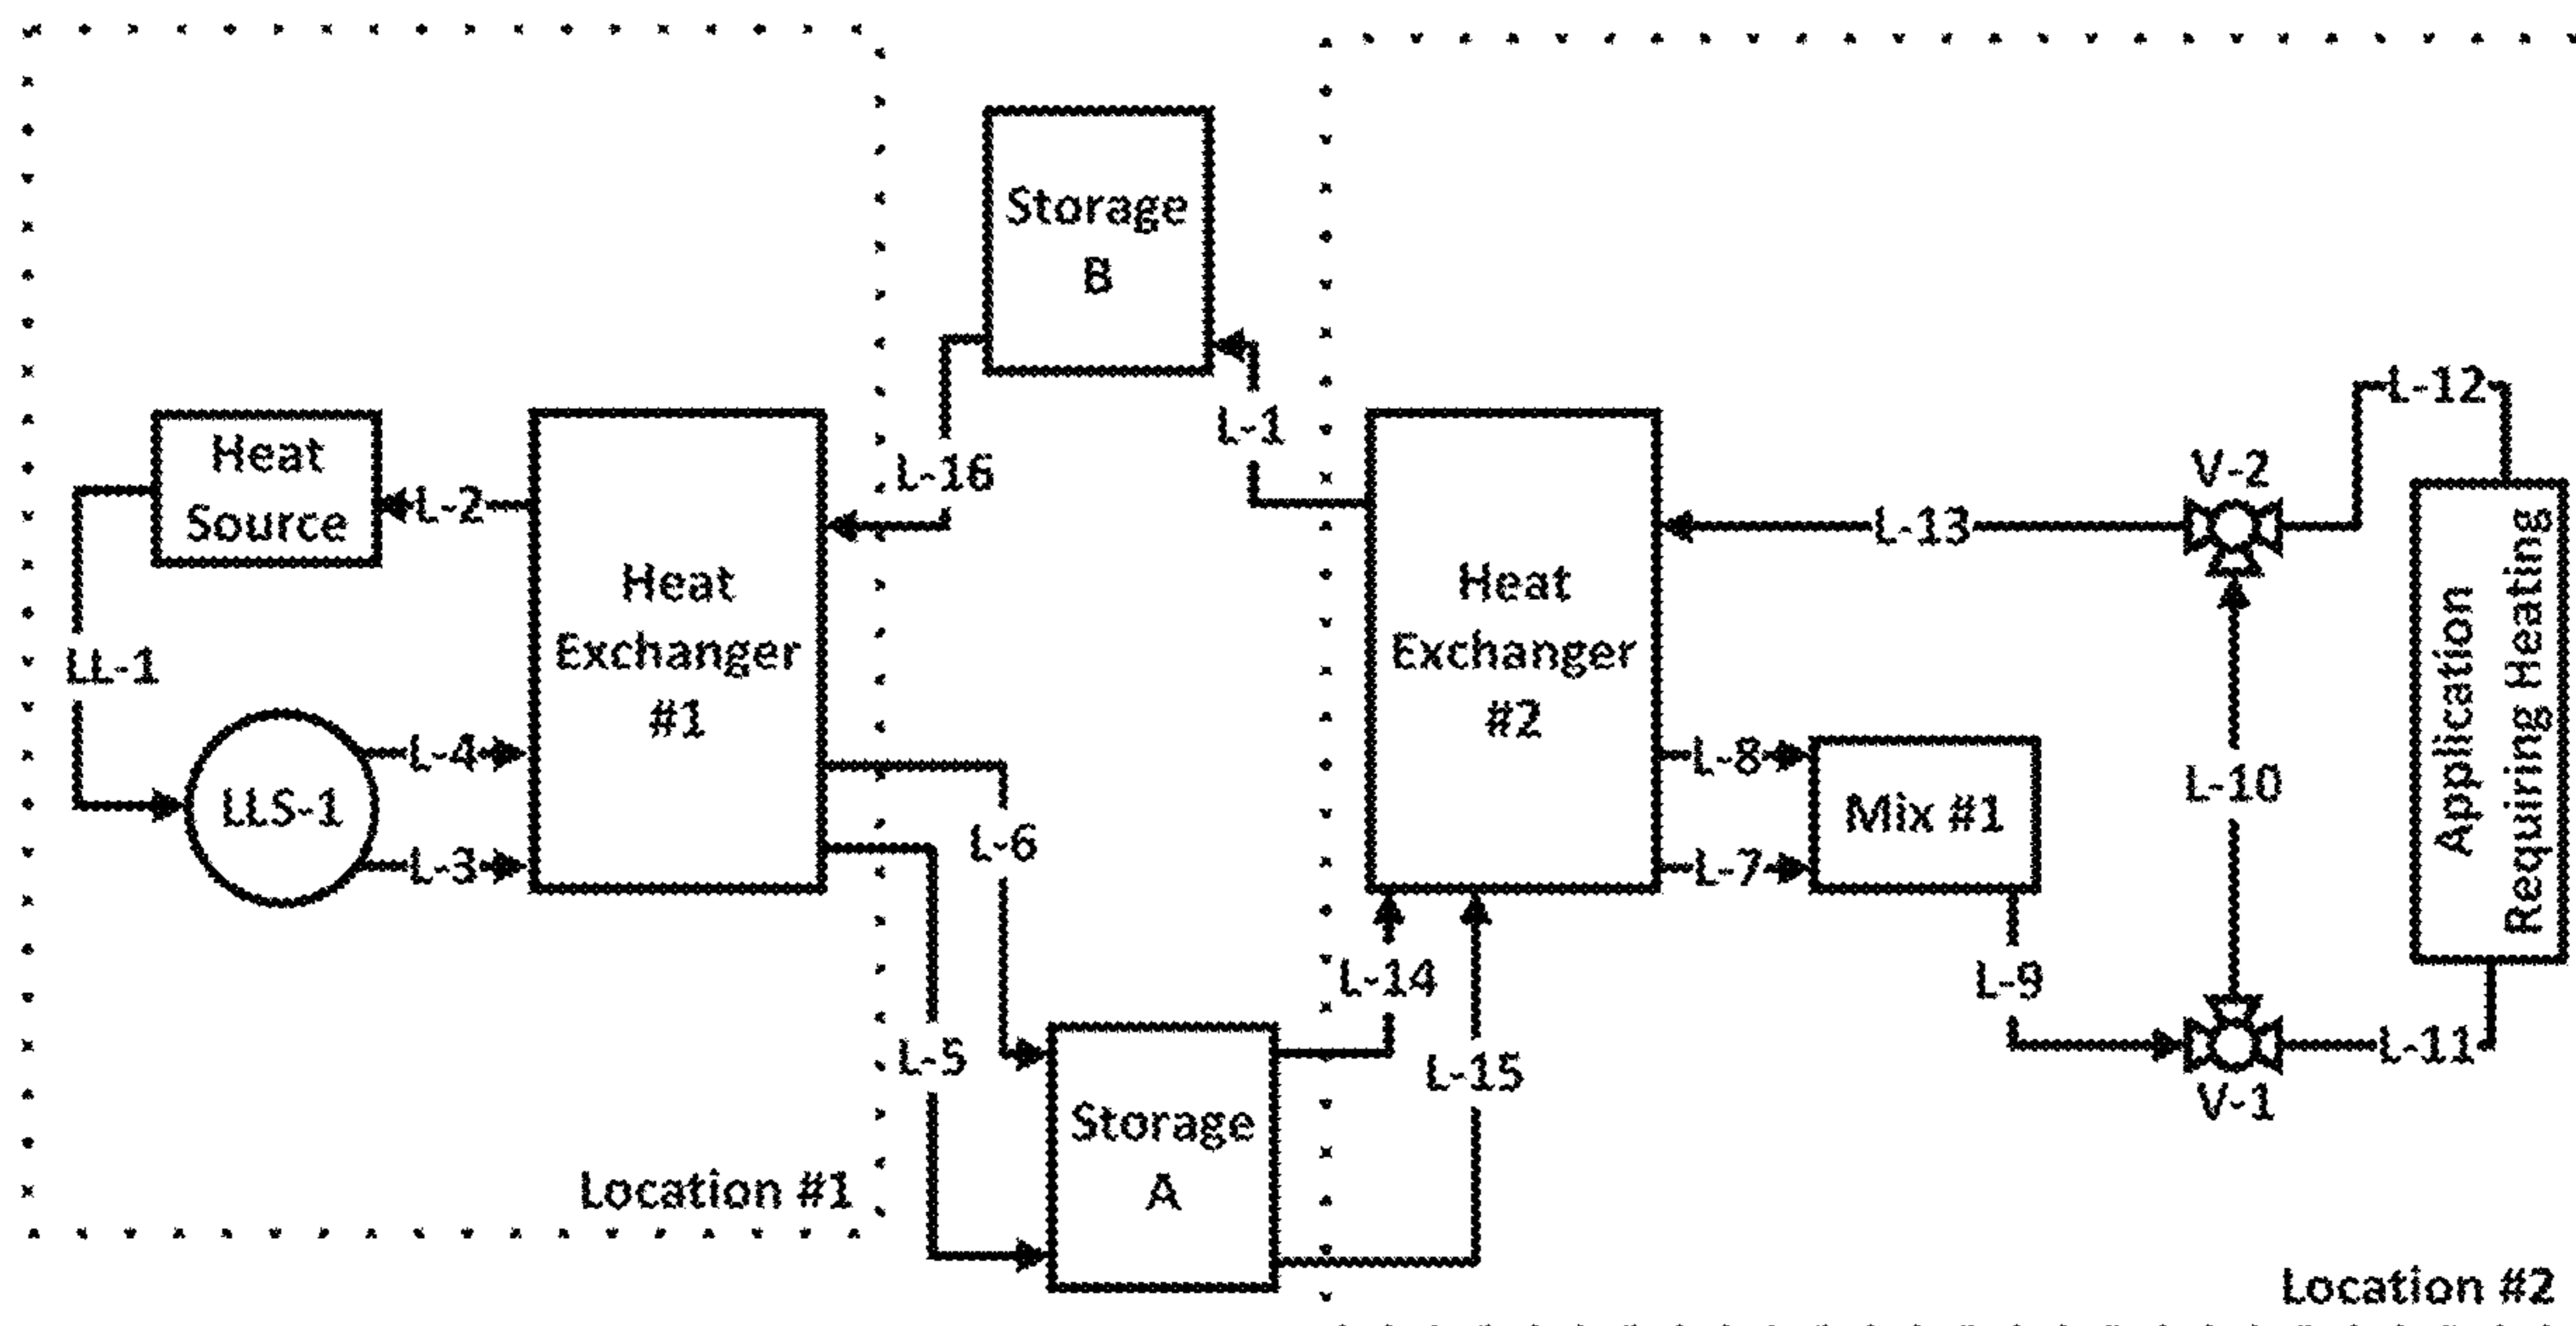 Storage
B
L-12
L-1
Heat
Source
L-16
V-2
L-2
L-13
Heat
Exchanger
#1
Heat
Exchanger
#2
Application
Requiring Heating
LL-1
L-4
LLS-1
L-3
L-6
L-8
Mix #1
L-7
L-10
L-14
L-9
L-5
L-15
L-11
V-1
Storage
A
Location #1
Location #2